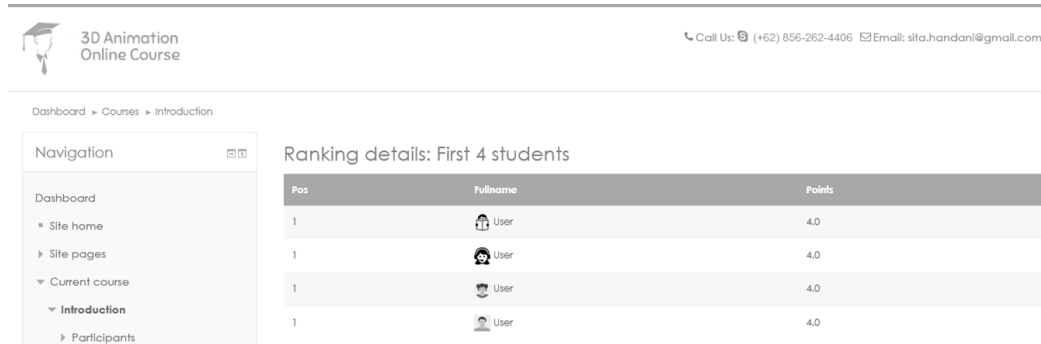 3D Animation
Online Course
Call Us: (+62) 856-262-4406 Email: sita.handani@gmail.com
Dashboard ► Courses ► Introduction
Navigation
Dashboard
Site home
Site pages
Current course
Introduction
Participants
Ranking details: First 4 students
Pos Fullname Points
1 User 4.0
1 User 4.0
1 User 4.0
1 User 4.0